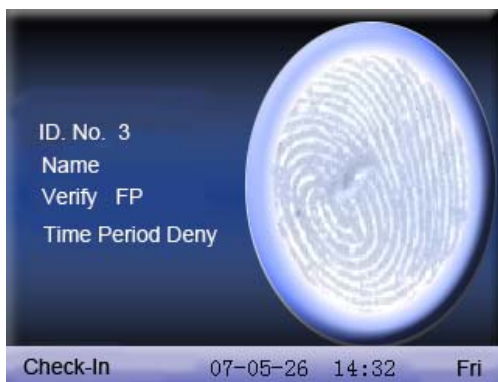 ID. No. 3
Name
Verify FP
Time Period Deny
Check-In 07-05-26 14:32 Fri